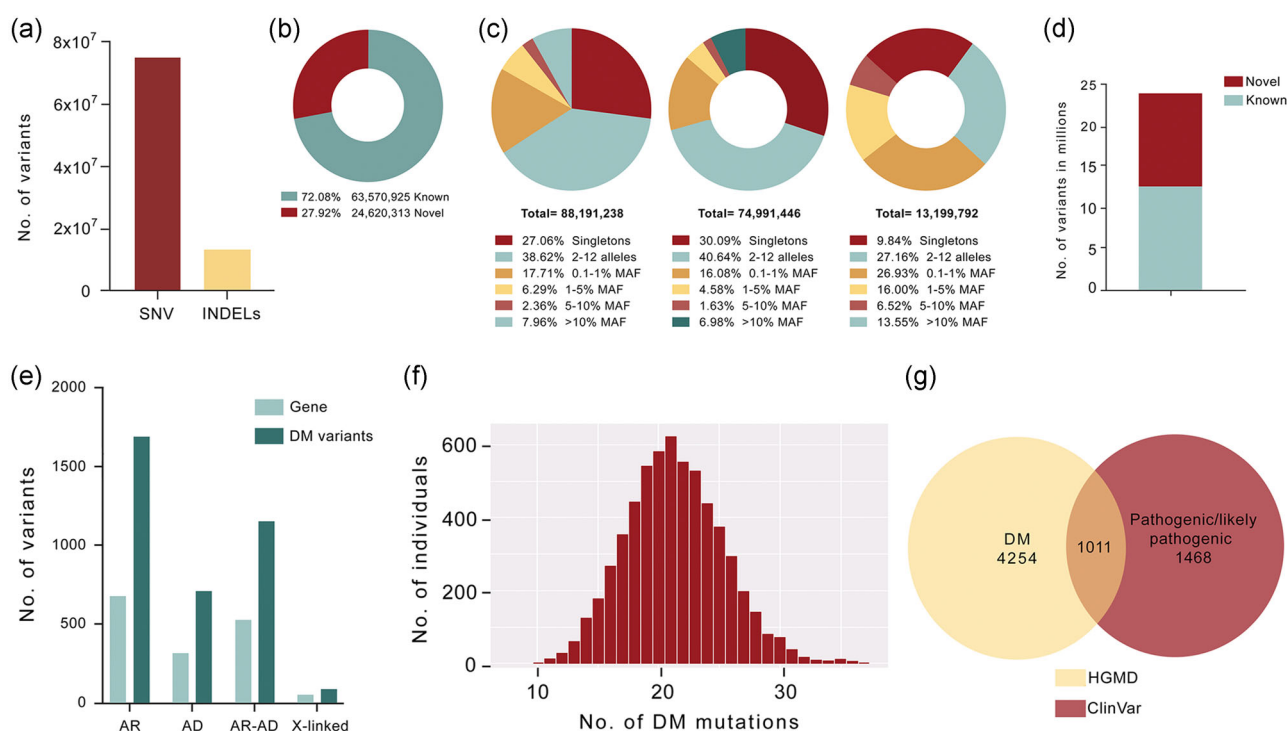 (a)
8x10⁷
6x10⁷
4x10⁷
2x10⁷
0
No. of variants
SNV INDELs
(b)
72.08% 63,570,925 Known
27.92% 24,620,313 Novel
(c)
Total= 88,191,238
27.06% Singletons
38.62% 2-12 alleles
17.71% 0.1-1% MAF
6.29% 1-5% MAF
2.36% 5-10% MAF
7.96% >10% MAF
Total= 74,991,446
30.09% Singletons
40.64% 2-12 alleles
16.08% 0.1-1% MAF
4.58% 1-5% MAF
1.63% 5-10% MAF
6.98% >10% MAF
Total= 13,199,792
9.84% Singletons
27.16% 2-12 alleles
26.93% 0.1-1% MAF
16.00% 1-5% MAF
6.52% 5-10% MAF
13.55% >10% MAF
(d)
Novel
Known
25
20
15
10
5
0
No. of variants in millions
(e)
2000
1500
1000
500
0
No. of variants
Gene
DM variants
AR AD AR-AD X-linked
(f)
600
400
200
0
No. of individuals
10 20 30
No. of DM mutations
(g)
DM
4254
1011
Pathogenic/likely
pathogenic
1468
HGMD
ClinVar